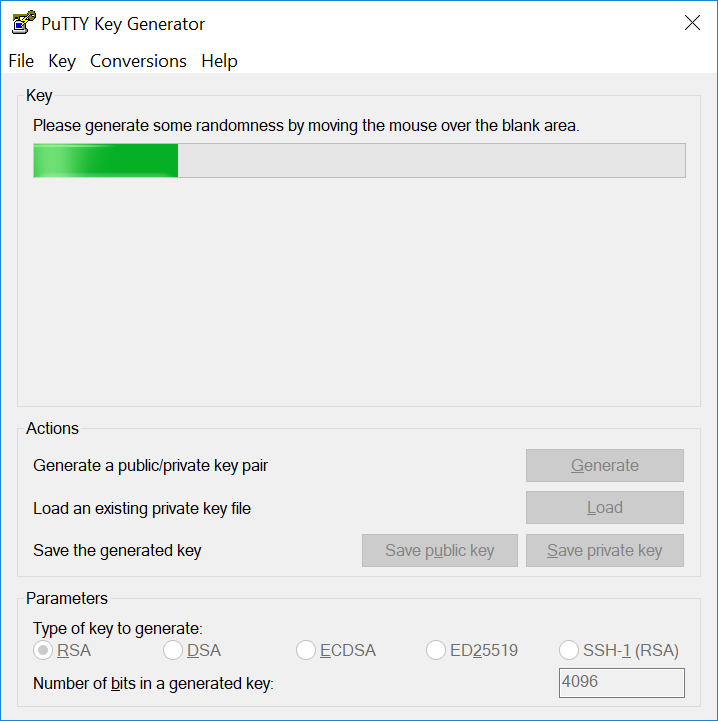 PuTTY Key Generator
File Key Conversions Help
Key
Please generate some randomness by moving the mouse over the blank area.
Actions
Generate a public/private key pair
Generate
Load an existing private key file
Load
Save the generated key
Save public key
Save private key
Parameters
Type of key to generate:
RSA DSA ECDSA ED25519 SSH-1 (RSA)
Number of bits in a generated key:
4096